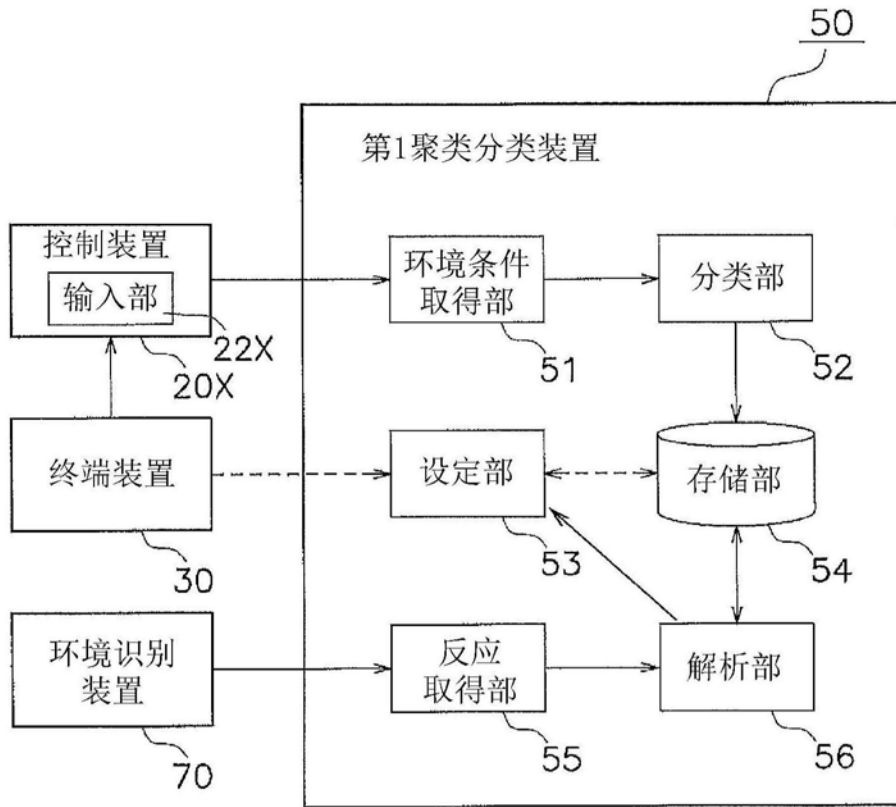 50
第1聚类分类装置
控制装置
输入部
22X
20X
环境条件
取得部
51
分类部
52
终端装置
30
设定部
53
存储部
54
环境识别
装置
70
反应
取得部
55
解析部
56